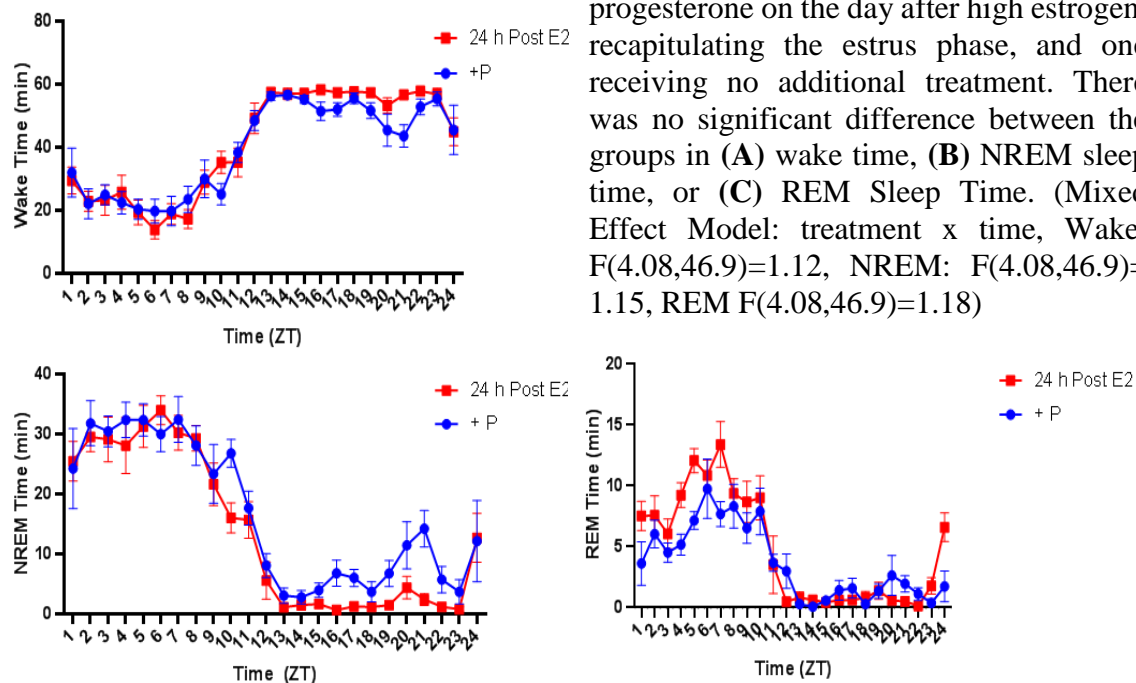 24 h Post E2
+P
Wake Time (min)
80
60
40
20
0
1 2 3 4 5 6 7 8 9 10 11 12 13 14 15 16 17 18 19 20 21 22 23 24
Time (ZT)
progesterone on the day after high estrogen
recapitulating the estrus phase, and one
receiving no additional treatment. There
was no significant difference between the
groups in (A) wake time, (B) NREM sleep
time, or (C) REM Sleep Time. (Mixed
Effect Model: treatment x time, Wake
F(4.08,46.9)=1.12, NREM: F(4.08,46.9)=
1.15, REM F(4.08,46.9)=1.18)
24 h Post E2
+ P
NREM Time (min)
40
30
20
10
0
1 2 3 4 5 6 7 8 9 10 11 12 13 14 15 16 17 18 19 20 21 22 23 24
Time (ZT)
24 h Post E2
+ P
REM Time (min)
20
15
10
5
0
1 2 3 4 5 6 7 8 9 10 11 12 13 14 15 16 17 18 19 20 21 22 23 24
Time (ZT)